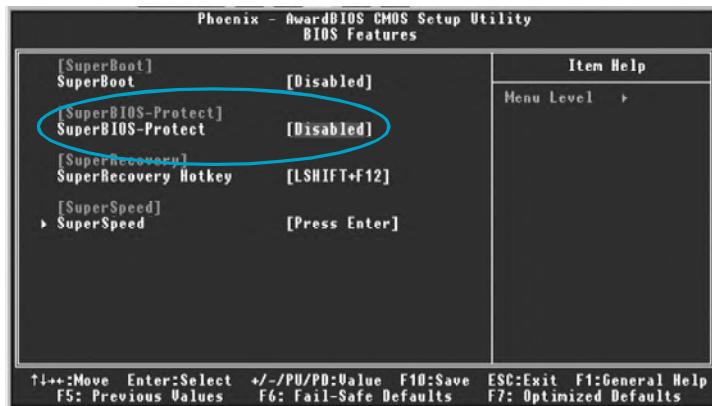 Phoenix - AwardBIOS CMOS Setup Utility
BIOS Features
[SuperBoot]
SuperBoot [Disabled]
[SuperBIOS-Protect]
SuperBIOS-Protect [Disabled]
[SuperRecovery]
SuperRecovery Hotkey [LSHIFT+F12]
[SuperSpeed]
SuperSpeed [Press Enter]
Item Help
Menu Level
↑↓→←:Move Enter:Select +/-/PU/PD:Value F10:Save ESC:Exit F1:General Help
F5: Previous Values F6: Fail-Safe Defaults F7: Optimized Defaults